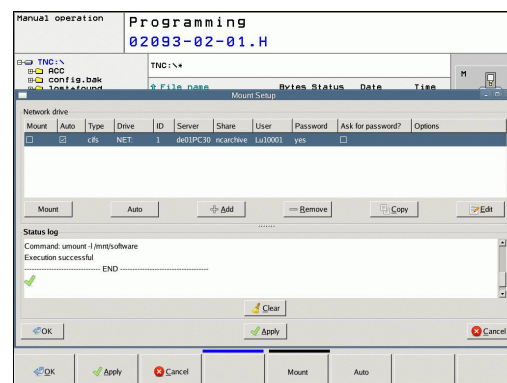 Manual operation
Programming
02093-02-01.H
TNC:\
ACC
config.bak
lost+found
TNC:\*
File name Bytes Status Date Time
M
Mount Setup
Network drive
Mount Auto Type Drive ID Server Share User Password Ask for password? Options
cifs NET: 1 de01PC30 ncarchive Lu10001 yes
Mount Auto Add Remove Copy Edit
Status log
Command: umount -l /mnt/software
Execution successful
------------------------------ END ------------------------------------
Clear
OK Apply Cancel
OK Apply Cancel Mount Auto